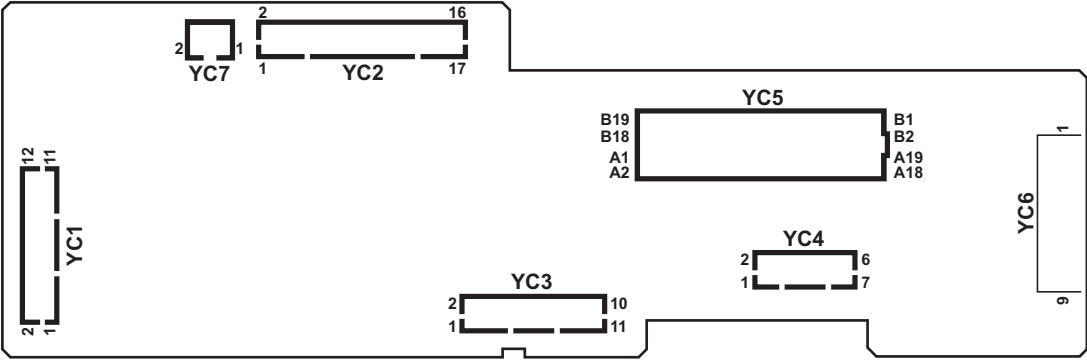 2 16
2 1
YC7
1 YC2 17
YC5
B19 B1
B18 B2
A1 A19
A2 A18
1
YC6
9
12 11
YC1
2 1
YC4
2 6
1 7
YC3
2 10
1 11